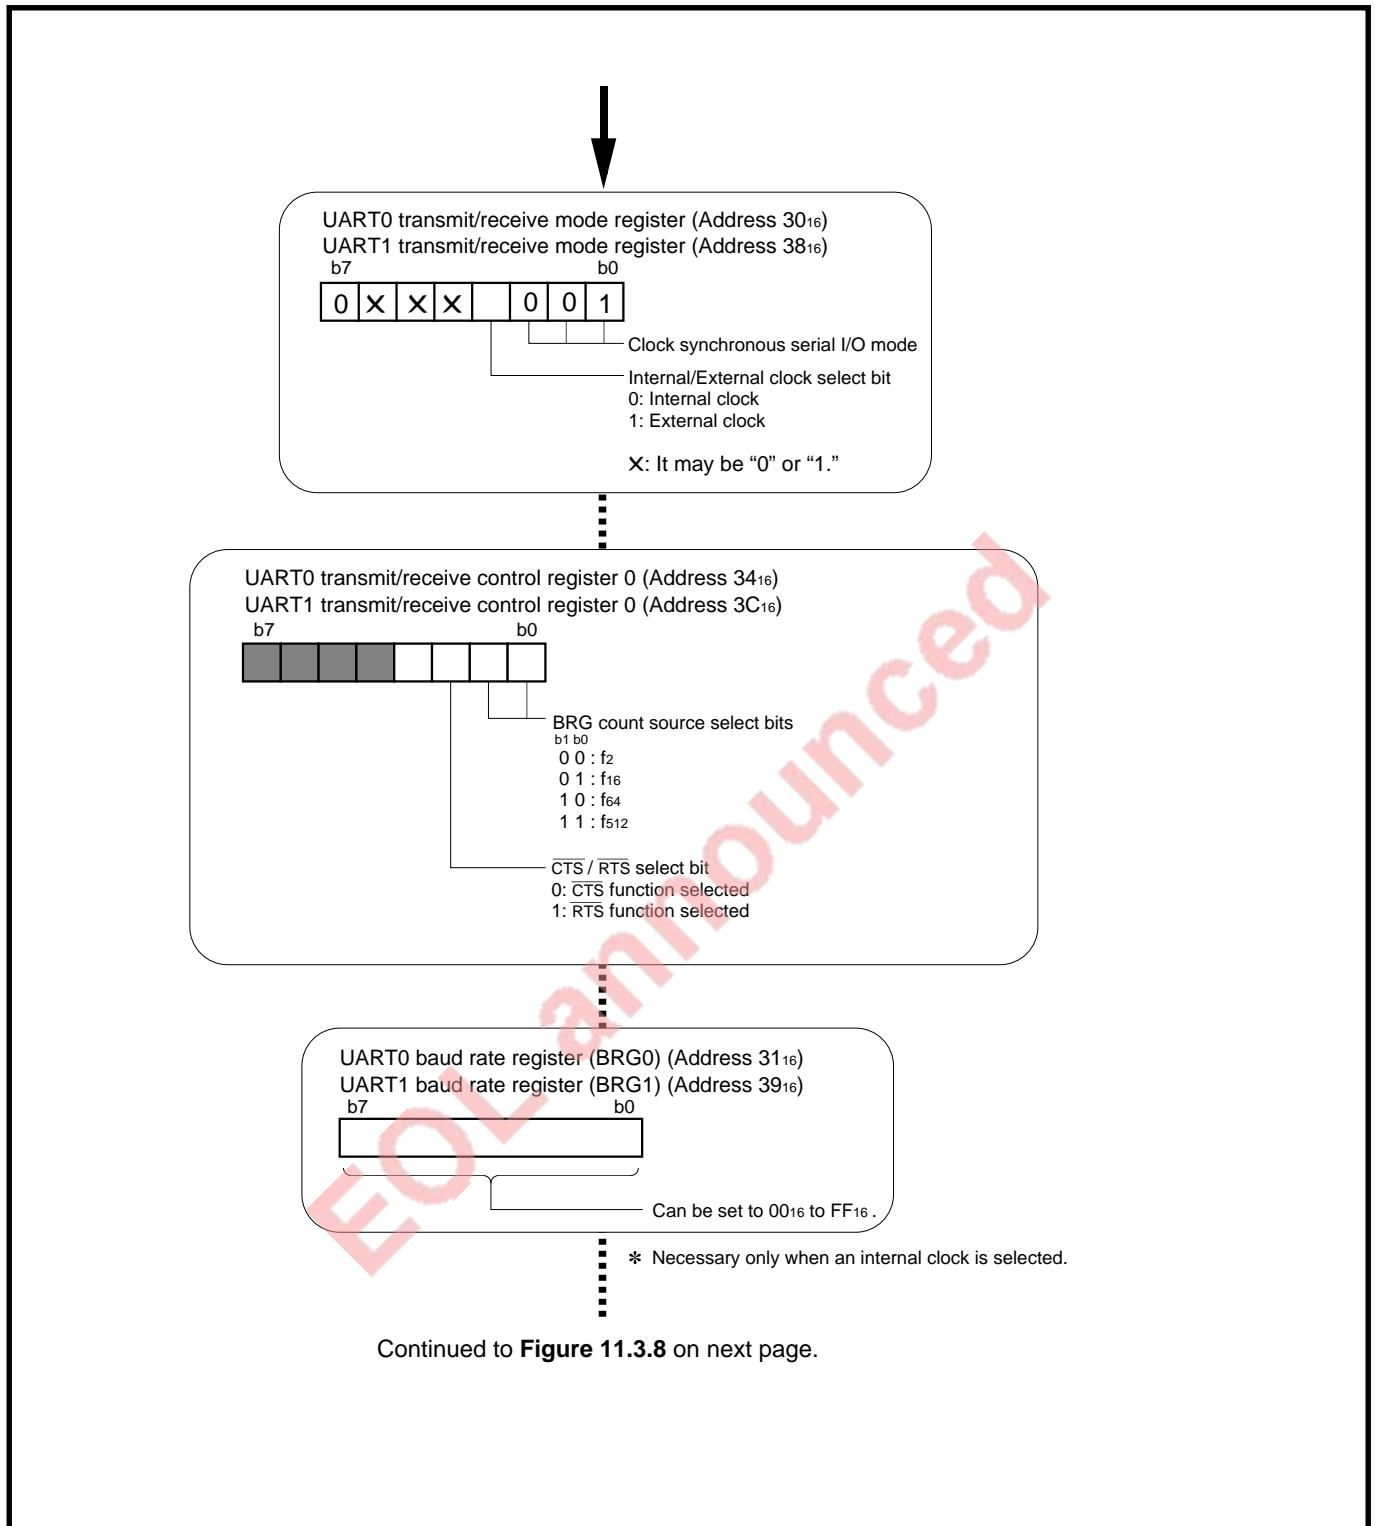 UART0 transmit/receive mode register (Address 3016)
UART1 transmit/receive mode register (Address 3816)
b7 b0
0 ✕ ✕ ✕ 0 0 1
Clock synchronous serial I/O mode
Internal/External clock select bit
0: Internal clock
1: External clock
✕: It may be “0” or “1.”
UART0 transmit/receive control register 0 (Address 3416)
UART1 transmit/receive control register 0 (Address 3C16)
b7 b0
BRG count source select bits
b1 b0
0 0 : f2
0 1 : f16
1 0 : f64
1 1 : f512
CTS / RTS select bit
0: CTS function selected
1: RTS function selected
UART0 baud rate register (BRG0) (Address 3116)
UART1 baud rate register (BRG1) (Address 3916)
b7 b0
Can be set to 0016 to FF16 .
✻ Necessary only when an internal clock is selected.
Continued to Figure 11.3.8 on next page.
EOL announced